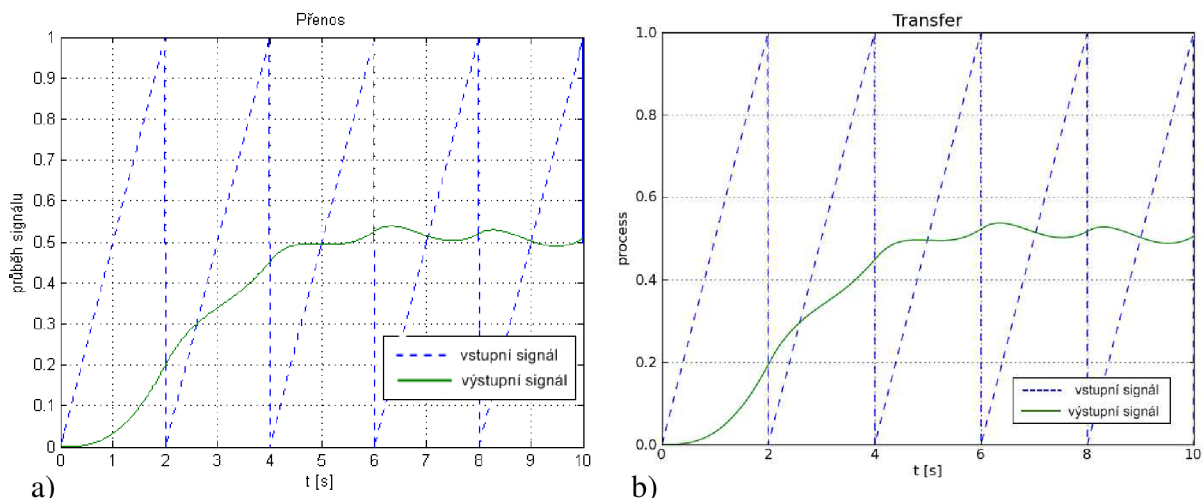 Přenos
1
0.9
0.8
0.7
0.6
0.5
0.4
0.3
0.2
0.1
0
průběh signálu
vstupní signál
výstupní signál
0 1 2 3 4 5 6 7 8 9 10
t [s]
a)
Transfer
1.0
0.8
0.6
0.4
0.2
0.0
process
vstupní signál
výstupní signál
0 2 4 6 8 10
t [s]
b)